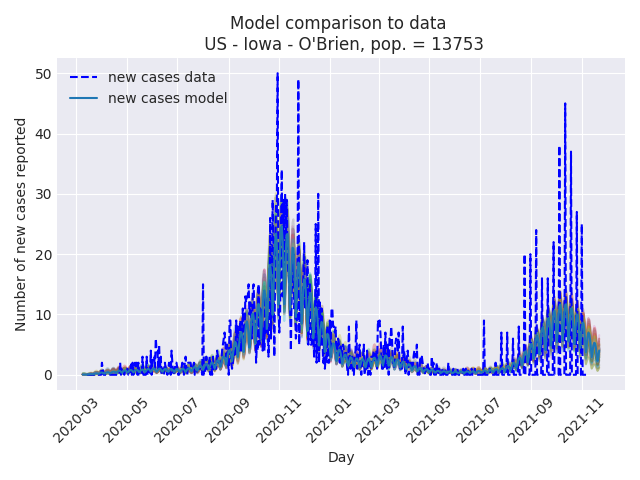 Model comparison to data
US - Iowa - O'Brien, pop. = 13753
new cases data
new cases model
Number of new cases reported
50
40
30
20
10
0
2020-03
2020-05
2020-07
2020-09
2020-11
2021-01
2021-03
2021-05
2021-07
2021-09
2021-11
Day